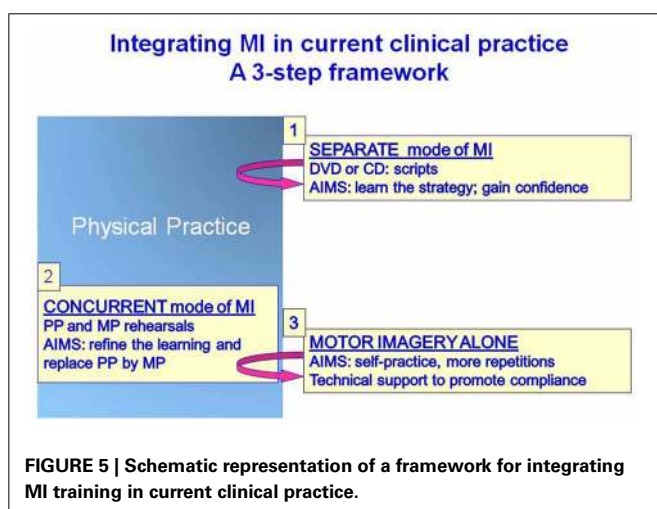 Integrating MI in current clinical practice
A 3-step framework
1
SEPARATE mode of MI
DVD or CD: scripts
AIMS: learn the strategy; gain confidence
Physical Practice
2
CONCURRENT mode of MI
PP and MP rehearsals
AIMS: refine the learning and
replace PP by MP
3
MOTOR IMAGERY ALONE
AIMS: self-practice, more repetitions
Technical support to promote compliance
FIGURE 5 | Schematic representation of a framework for integrating
MI training in current clinical practice.